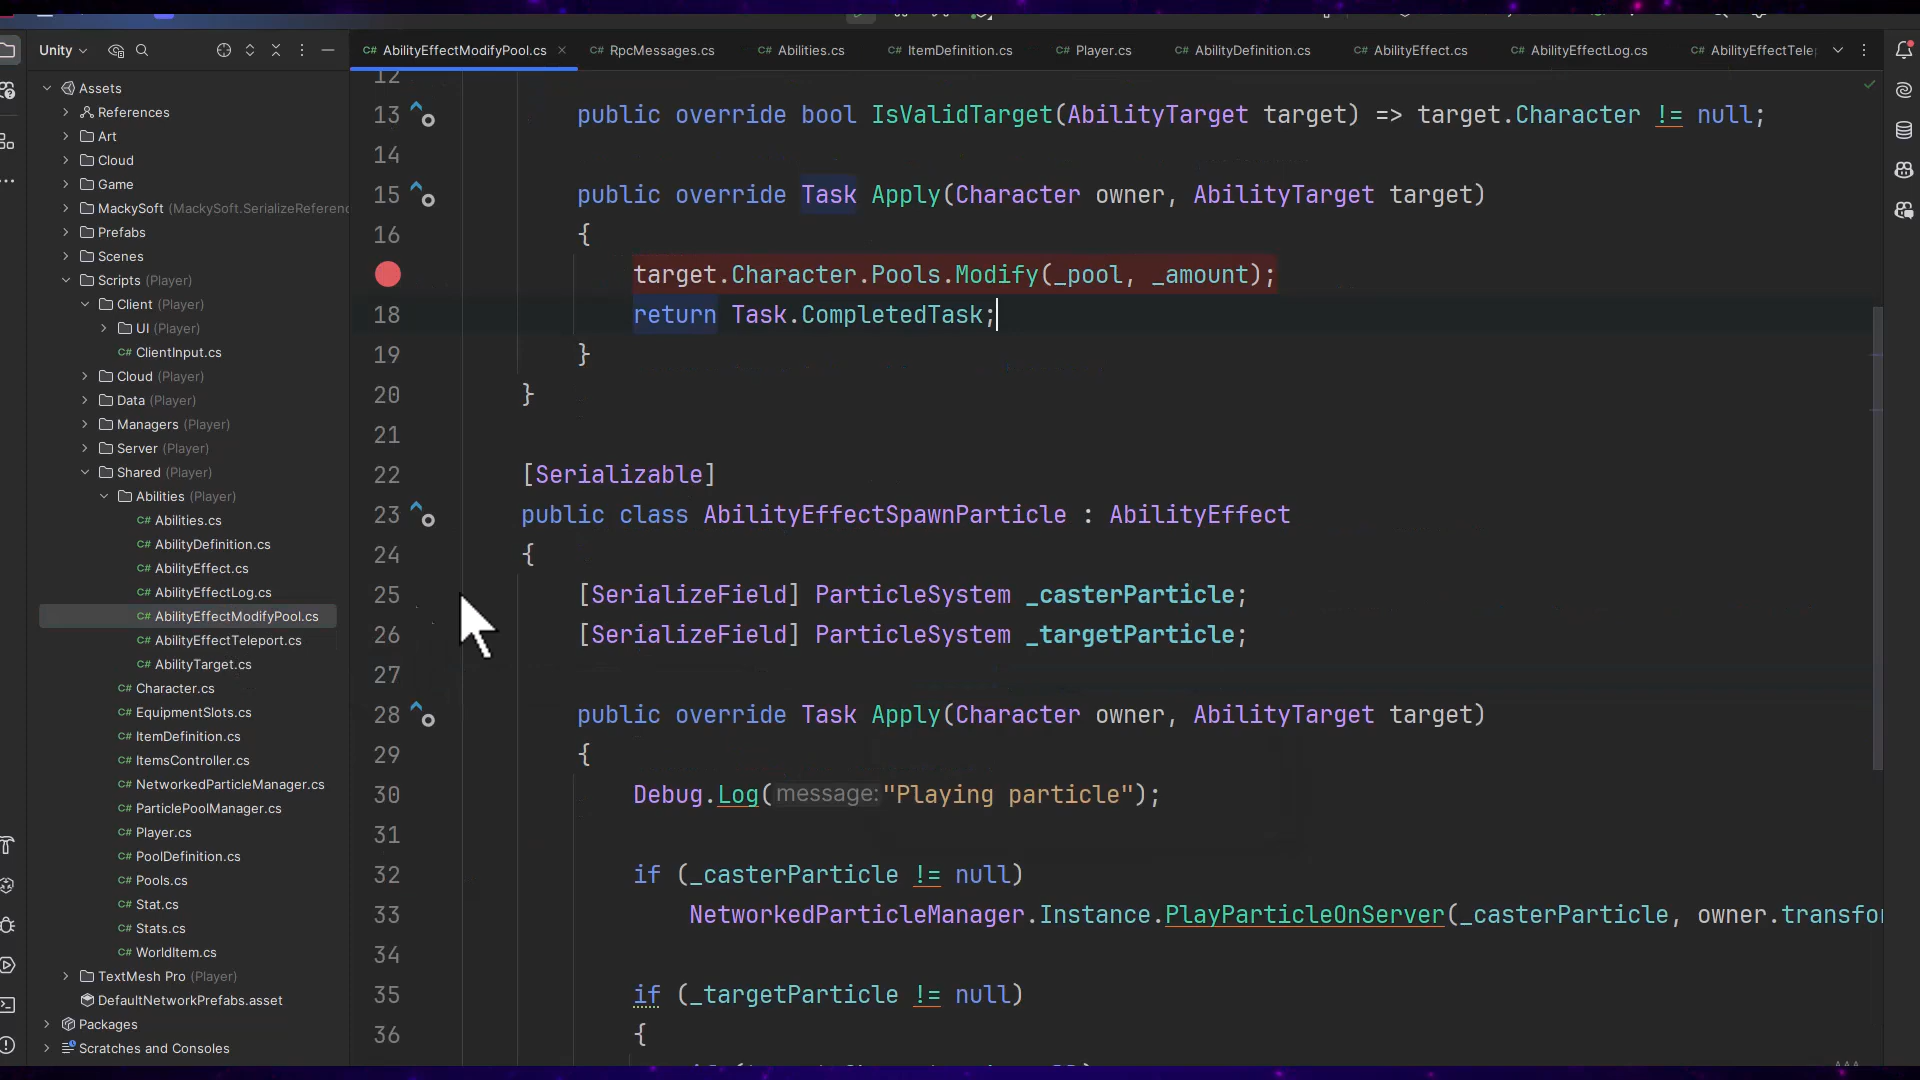 Unity
AbilityEffectModifyPool.cs
RpcMessages.cs
Abilities.cs
ItemDefinition.cs
Player.cs
AbilityDefinition.cs
AbilityEffect.cs
AbilityEffectLog.cs
AbilityEffectTele
Assets
References
Art
Cloud
Game
MackySoft (MackySoft.SerializeReferenc
Prefabs
Scenes
Scripts (Player)
Client (Player)
UI (Player)
C# ClientInput.cs
Cloud (Player)
Data (Player)
Managers (Player)
Server (Player)
Shared (Player)
Abilities (Player)
C# Abilities.cs
C# AbilityDefinition.cs
C# AbilityEffect.cs
C# AbilityEffectLog.cs
C# AbilityEffectModifyPool.cs
C# AbilityEffectTeleport.cs
C# AbilityTarget.cs
C# Character.cs
C# EquipmentSlots.cs
C# ItemDefinition.cs
C# ItemsController.cs
C# NetworkedParticleManager.cs
C# ParticlePoolManager.cs
C# Player.cs
C# PoolDefinition.cs
C# Pools.cs
C# Stat.cs
C# Stats.cs
C# WorldItem.cs
TextMesh Pro (Player)
DefaultNetworkPrefabs.asset
Packages
Scratches and Consoles
12
13 public override bool IsValidTarget(AbilityTarget target) => target.Character != null;
14
15 public override Task Apply(Character owner, AbilityTarget target)
16 {
target.Character.Pools.Modify(_pool, _amount);
18 return Task.CompletedTask;
19 }
20 }
21
22 [Serializable]
23 public class AbilityEffectSpawnParticle : AbilityEffect
24 {
25 [SerializeField] ParticleSystem _casterParticle;
26 [SerializeField] ParticleSystem _targetParticle;
27
28 public override Task Apply(Character owner, AbilityTarget target)
29 {
30 Debug.Log(message: "Playing particle");
31
32 if (_casterParticle != null)
33 NetworkedParticleManager.Instance.PlayParticleOnServer(_casterParticle, owner.transfor
34
35 if (_targetParticle != null)
36 {